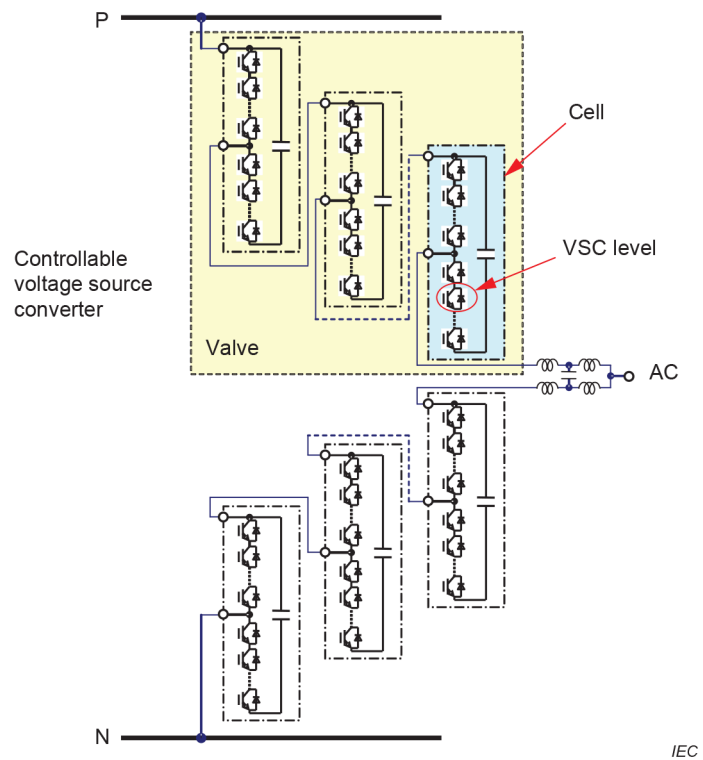 P
Cell
VSC level
Controllable
voltage source
converter
Valve
AC
N
IEC